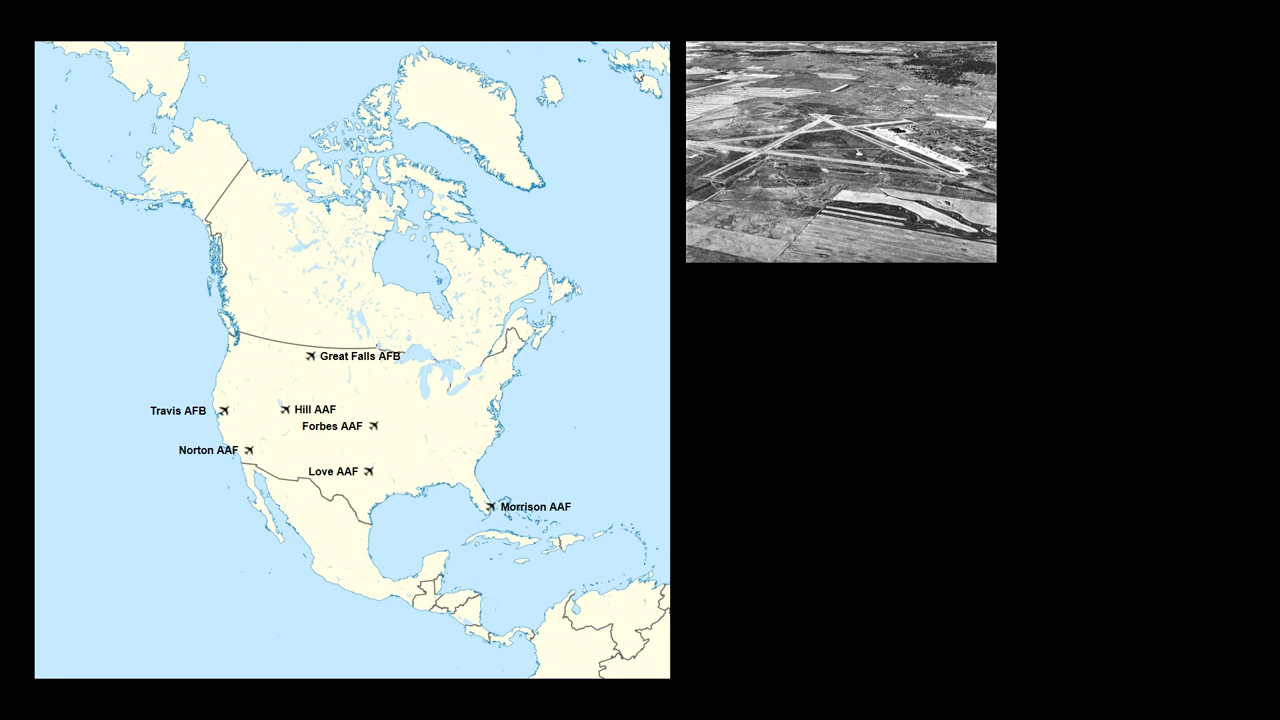 Great Falls AFB
Travis AFB
Hill AAF
Forbes AAF
Norton AAF
Love AAF
Morrison AAF